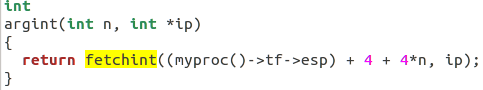 int
argint(int n, int *ip)
{
  return fetchint((myproc()->tf->esp) + 4 + 4*n, ip);
}